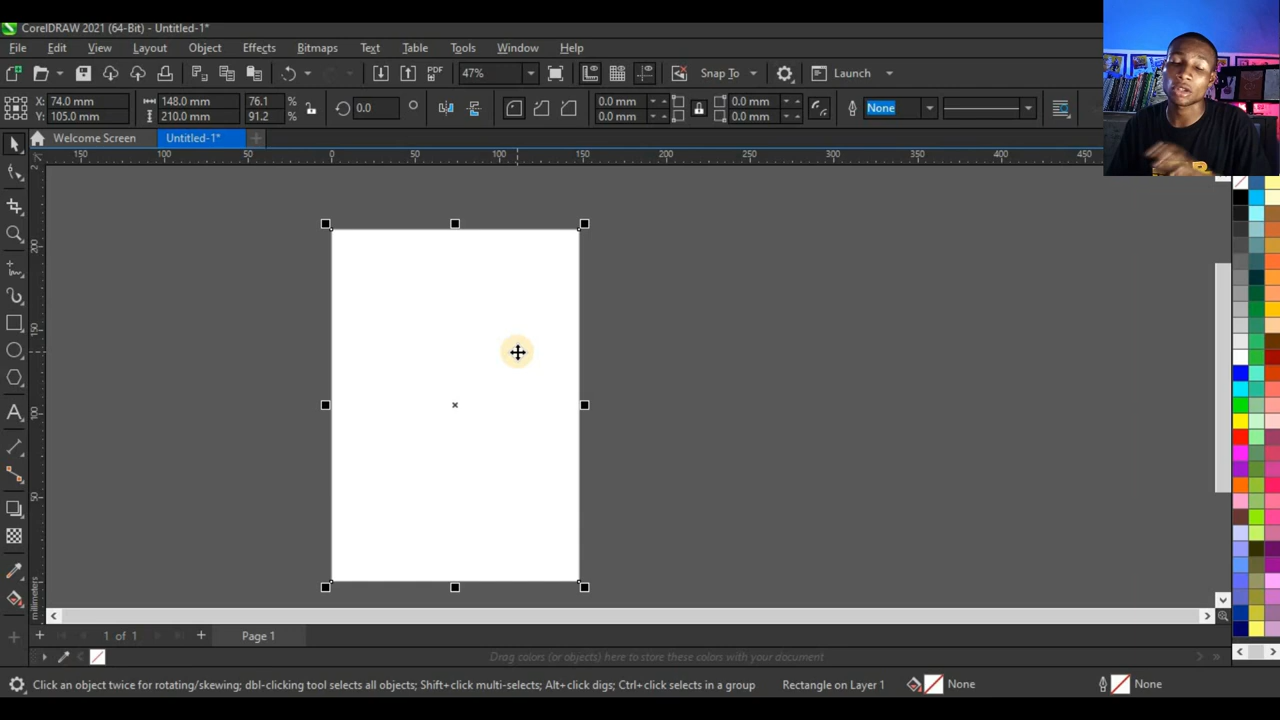 CorelDRAW 2021 (64-Bit) - Untitled-1*
File Edit View Layout Object Effects Bitmaps Text Table Tools Window Help
PDF 47% Snap To Launch
X: 74.0 mm 148.0 mm 76.1 % 0.0 0.0 mm 0.0 mm None
Y: 105.0 mm 210.0 mm 91.2 % 0.0 mm 0.0 mm
Welcome Screen Untitled-1*
150 100 50 0 50 100 150 200 250 300 350 400 450
200
150
100
50
millimeters
1 of 1 Page 1
Drag colors (or objects) here to store these colors with your document
Click an object twice for rotating/skewing; dbl-clicking tool selects all objects; Shift+click multi-selects; Alt+click digs; Ctrl+click selects in a group Rectangle on Layer 1 None None